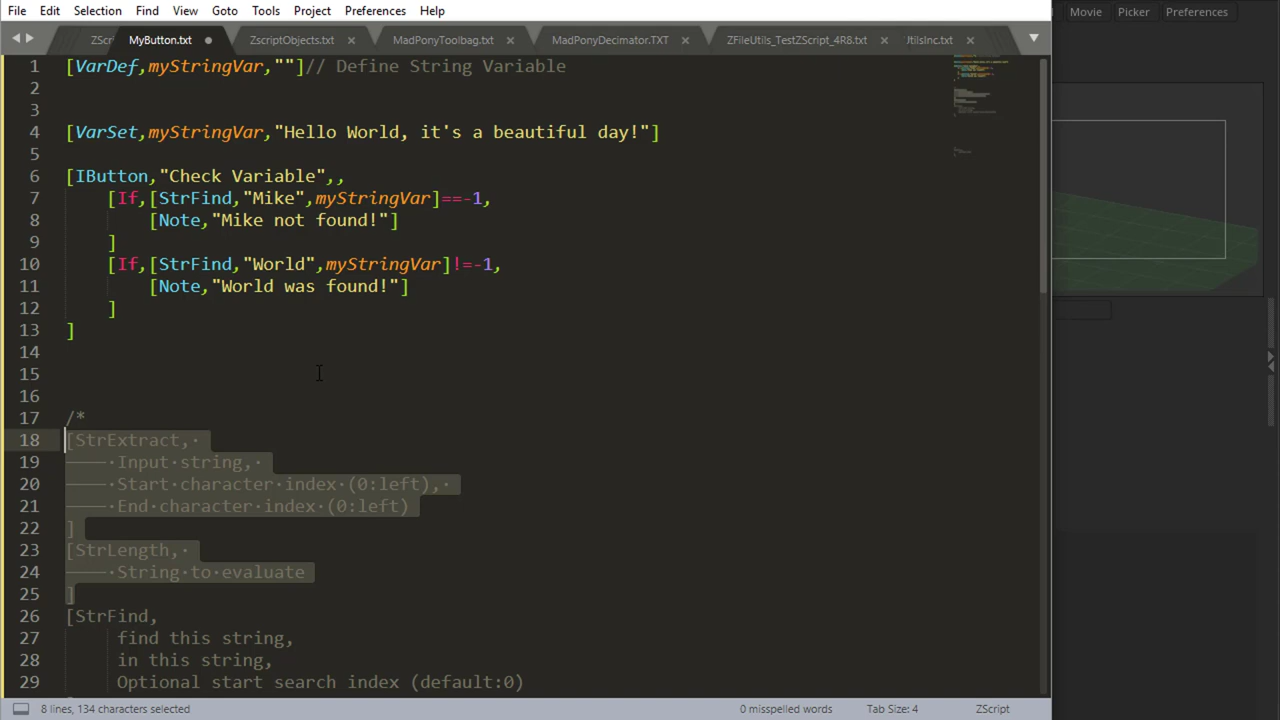 File Edit Selection Find View Goto Tools Project Preferences Help
Movie Picker Preferences
ZScr MyButton.txt ZscriptObjects.txt MadPonyToolbag.txt MadPonyDecimator.TXT ZFileUtils_TestZScript_4R8.txt UtilsInc.txt
1 [VarDef,myStringVar,""]// Define String Variable
2
3
4 [VarSet,myStringVar,"Hello World, it's a beautiful day!"]
5
6 [IButton,"Check Variable",,
7 [If,[StrFind,"Mike",myStringVar]==-1,
8 [Note,"Mike not found!"]
9 ]
10 [If,[StrFind,"World",myStringVar]!=-1,
11 [Note,"World was found!"]
12 ]
13 ]
14
15
16
17 /*
18 [StrExtract,
19 Input string,
20 Start character index (0:left),
21 End character index (0:left)
22 ]
23 [StrLength,
24 String to evaluate
25 ]
26 [StrFind,
27 find this string,
28 in this string,
29 Optional start search index (default:0)
8 lines, 134 characters selected 0 misspelled words Tab Size: 4 ZScript